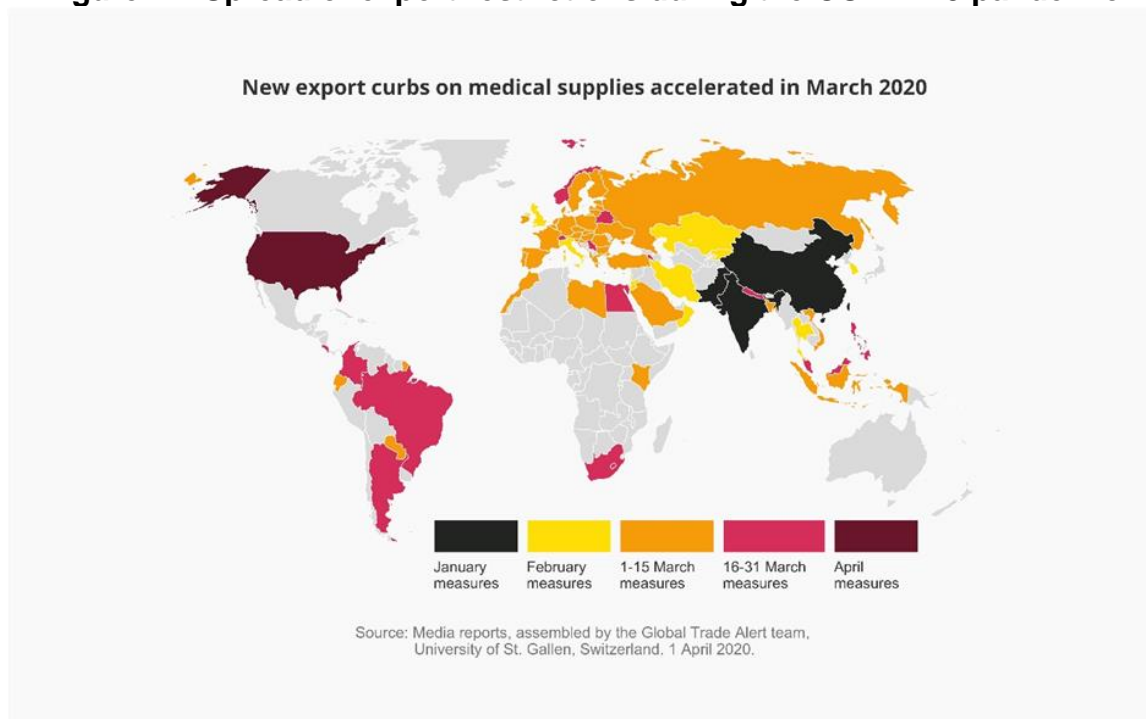 New export curbs on medical supplies accelerated in March 2020
January February 1-15 March 16-31 March April
measures measures measures measures measures
Source: Media reports, assembled by the Global Trade Alert team,
University of St. Gallen, Switzerland. 1 April 2020.